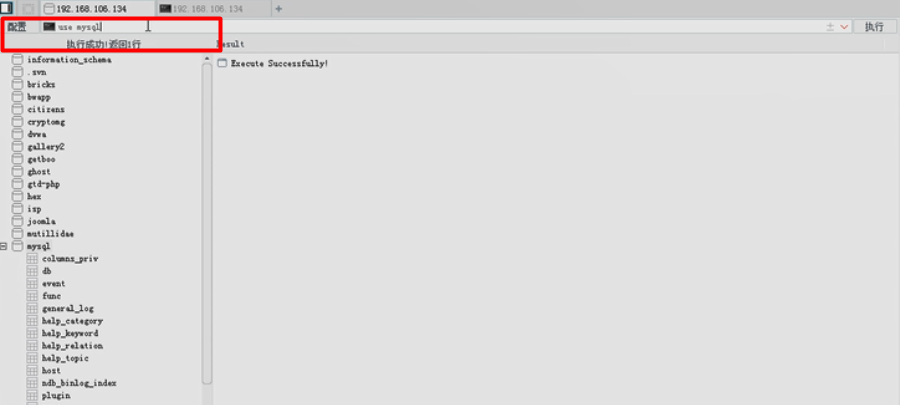 192.168.106.134 192.168.106.134 +
配置 use mysql 执行
执行成功!返回1行 Result
information_schema
Execute Successfully!
.svn
bricks
bwapp
citizens
cryptomg
dvwa
gallery2
getboo
ghost
gtd-php
hex
isp
joomla
mutillidae
mysql
columns_priv
db
event
func
general_log
help_category
help_keyword
help_relation
help_topic
host
ndb_binlog_index
plugin